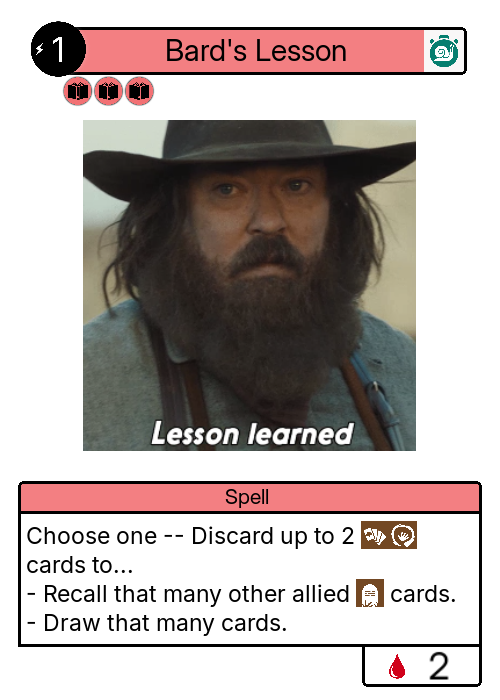 1
Bard's Lesson
Lesson learned
Spell
Choose one -- Discard up to 2
cards to...
- Recall that many other allied cards.
- Draw that many cards.
2